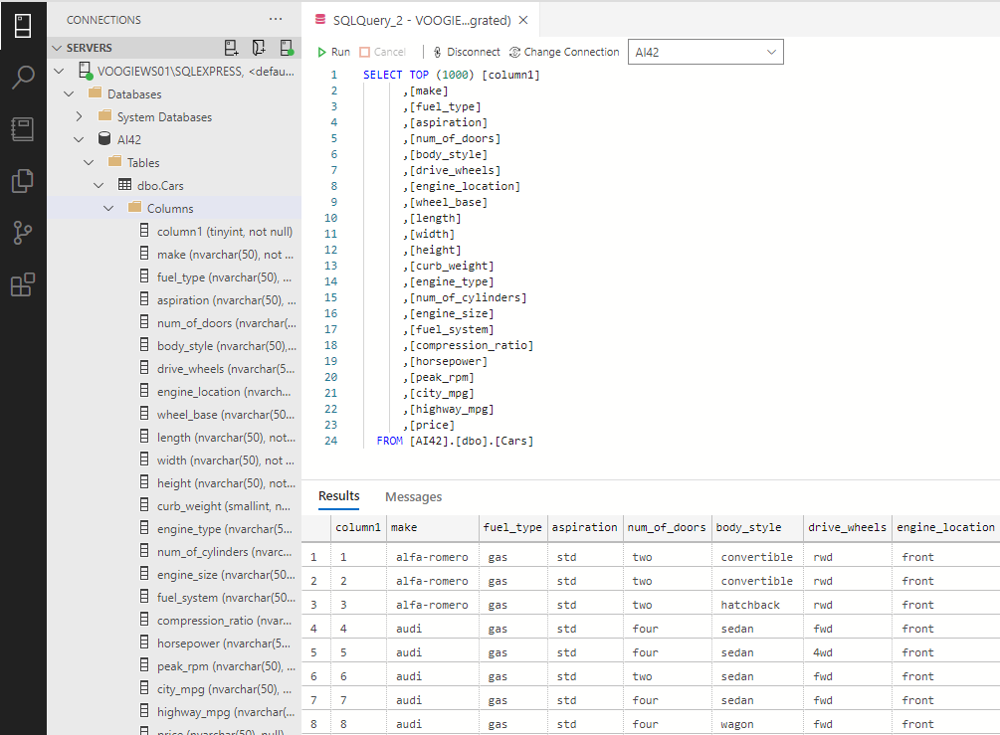 CONNECTIONS
SERVERS
VOOGIEWS01\SQLEXPRESS, <defau...
Databases
System Databases
AI42
Tables
dbo.Cars
Columns
column1 (tinyint, not null)
make (nvarchar(50), not ...
fuel_type (nvarchar(50), ...
aspiration (nvarchar(50), ...
num_of_doors (nvarchar(...
body_style (nvarchar(50),...
drive_wheels (nvarchar(5...
engine_location (nvarch...
wheel_base (nvarchar(50...
length (nvarchar(50), not...
width (nvarchar(50), not ...
height (nvarchar(50), not...
curb_weight (smallint, n...
engine_type (nvarchar(5...
num_of_cylinders (nvarc...
engine_size (nvarchar(50...
fuel_system (nvarchar(50...
compression_ratio (nvar...
horsepower (nvarchar(5...
peak_rpm (nvarchar(50), ...
city_mpg (nvarchar(50), ...
highway_mpg (nvarchar(...
price (nvarchar(50), null)
SQLQuery_2 - VOOGIE...grated)
Run Cancel Disconnect Change Connection AI42
1 SELECT TOP (1000) [column1]
2 ,[make]
3 ,[fuel_type]
4 ,[aspiration]
5 ,[num_of_doors]
6 ,[body_style]
7 ,[drive_wheels]
8 ,[engine_location]
9 ,[wheel_base]
10 ,[length]
11 ,[width]
12 ,[height]
13 ,[curb_weight]
14 ,[engine_type]
15 ,[num_of_cylinders]
16 ,[engine_size]
17 ,[fuel_system]
18 ,[compression_ratio]
19 ,[horsepower]
20 ,[peak_rpm]
21 ,[city_mpg]
22 ,[highway_mpg]
23 ,[price]
24 FROM [AI42].[dbo].[Cars]
Results Messages
column1 make fuel_type aspiration num_of_doors body_style drive_wheels engine_location
1 1 alfa-romero gas std two convertible rwd front
2 2 alfa-romero gas std two convertible rwd front
3 3 alfa-romero gas std two hatchback rwd front
4 4 audi gas std four sedan fwd front
5 5 audi gas std four sedan 4wd front
6 6 audi gas std two sedan fwd front
7 7 audi gas std four sedan fwd front
8 8 audi gas std four wagon fwd front